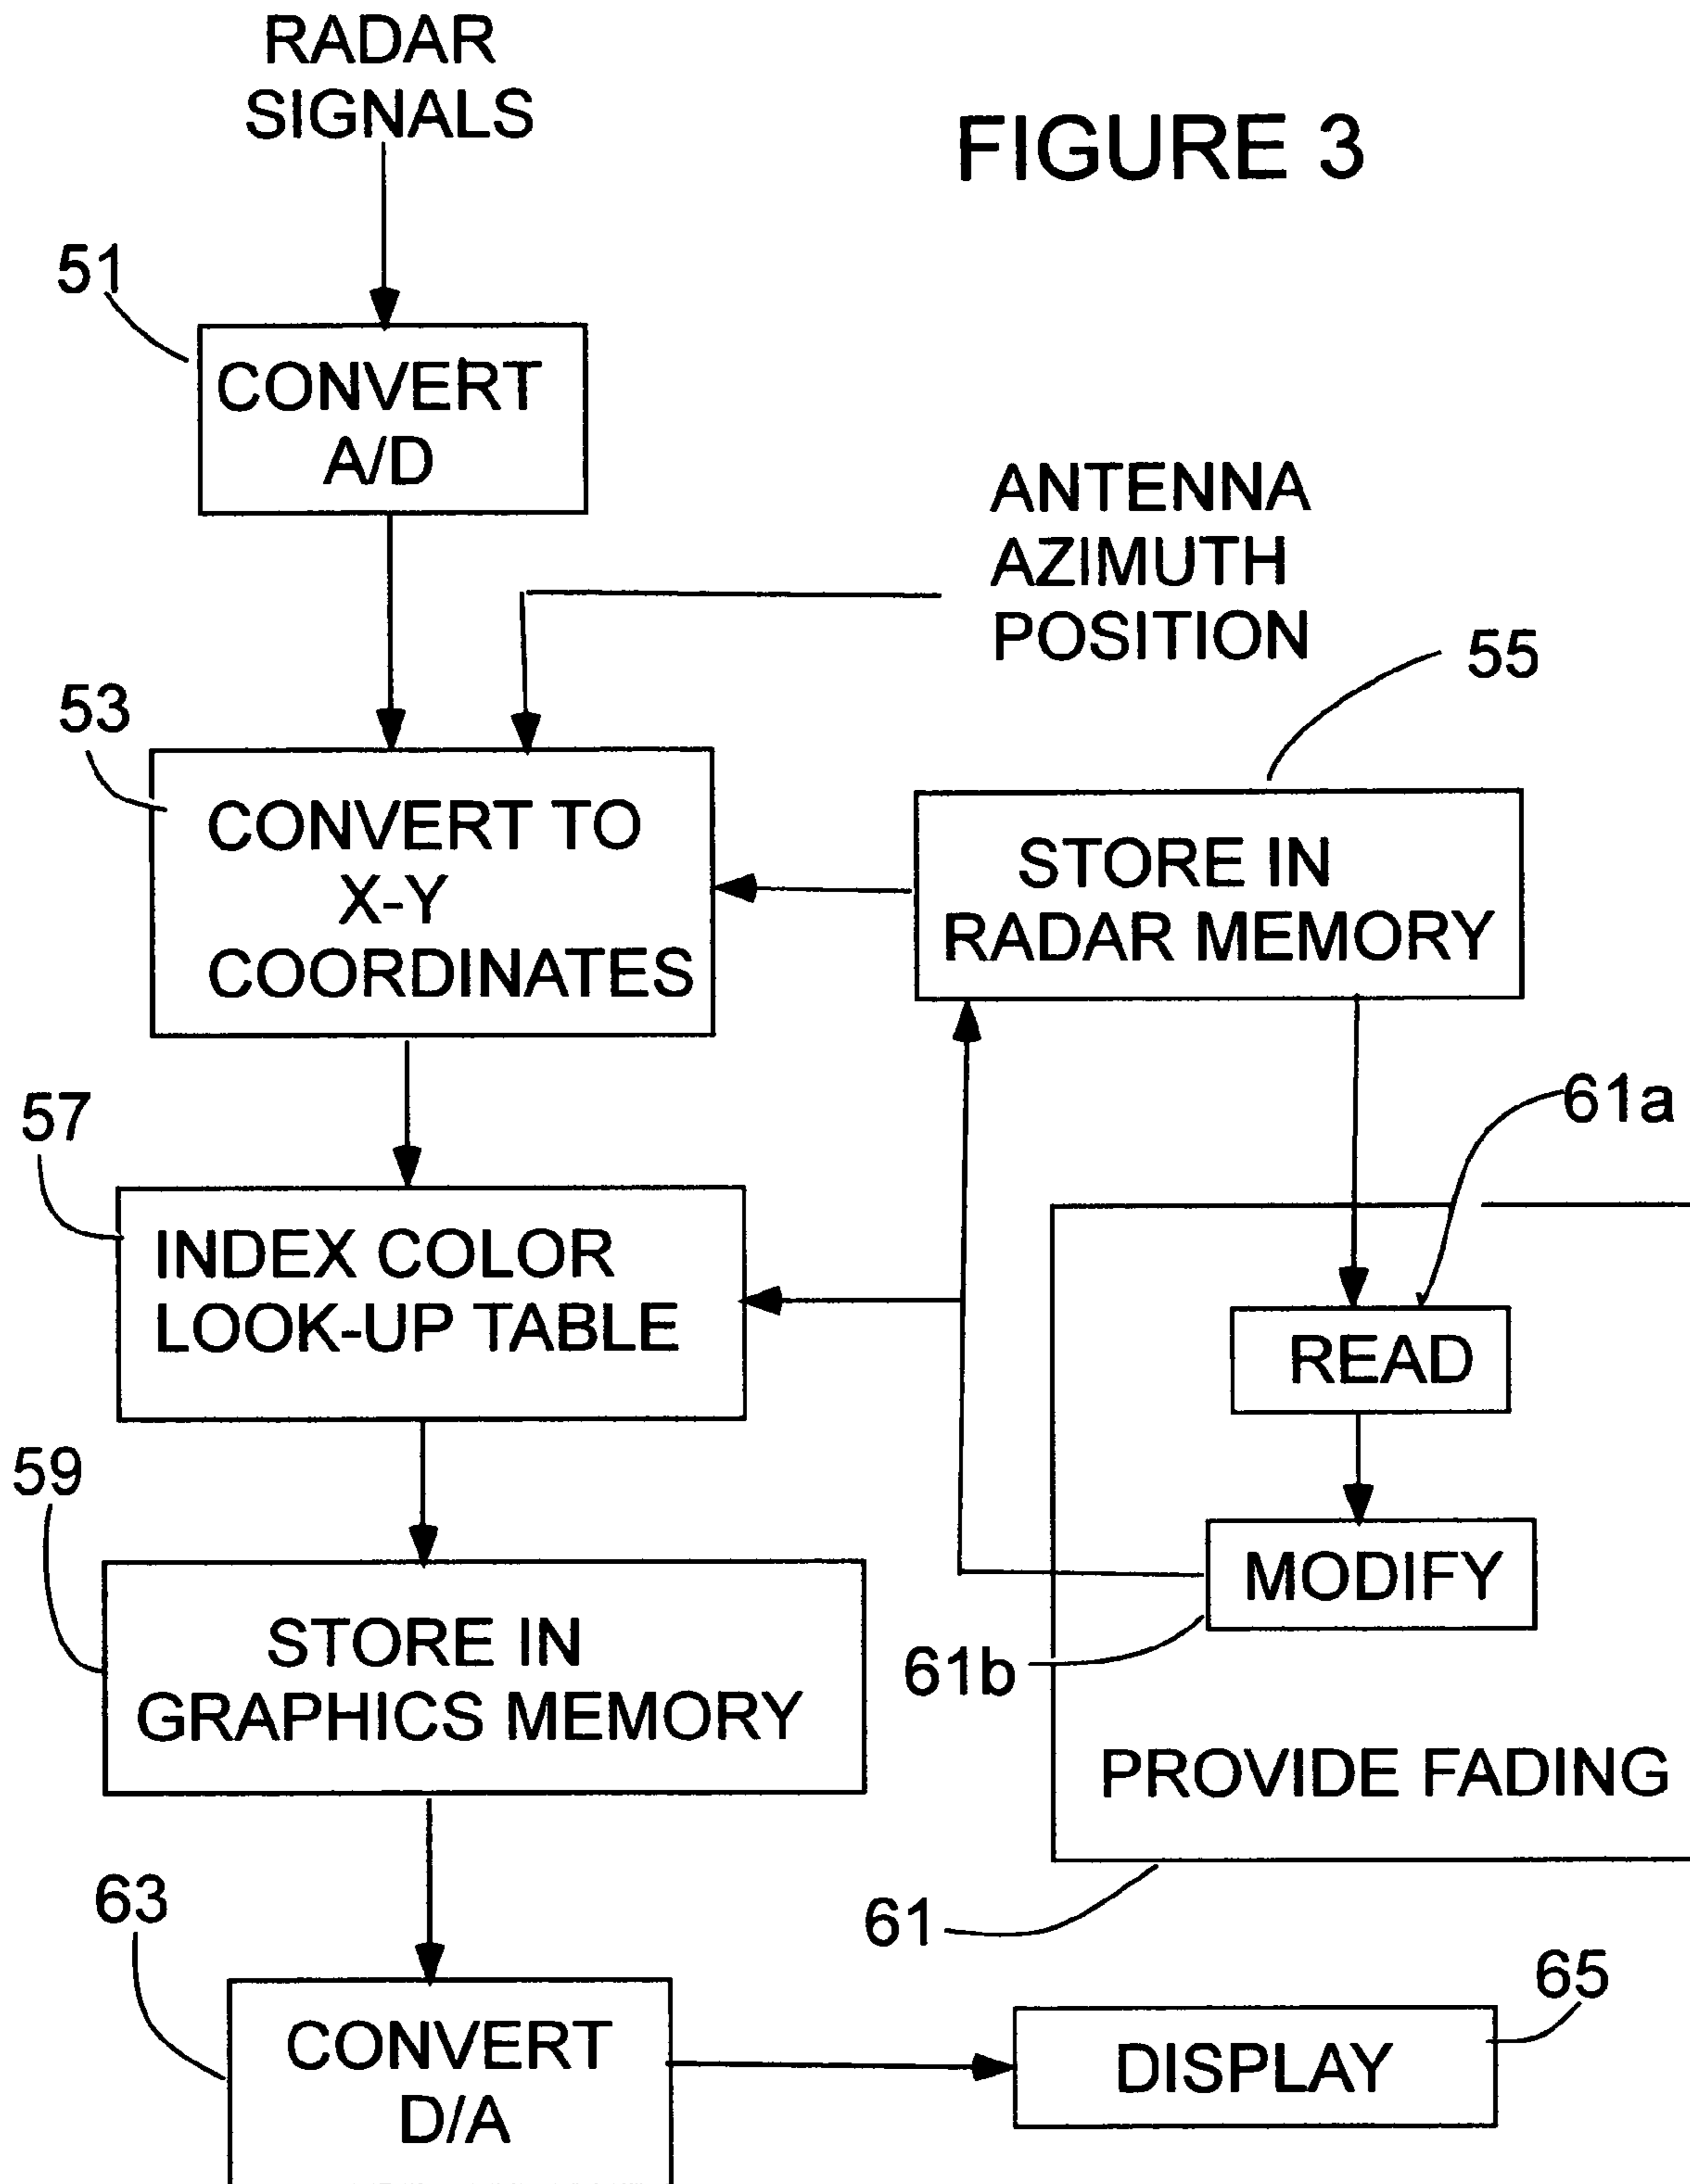 RADAR
SIGNALS
FIGURE 3
51
CONVERT
A/D
ANTENNA
AZIMUTH
POSITION
55
53
CONVERT TO
X-Y
COORDINATES
STORE IN
RADAR MEMORY
61a
57
INDEX COLOR
LOOK-UP TABLE
READ
59
MODIFY
STORE IN
GRAPHICS MEMORY
61b
PROVIDE FADING
63
61
65
CONVERT
D/A
DISPLAY